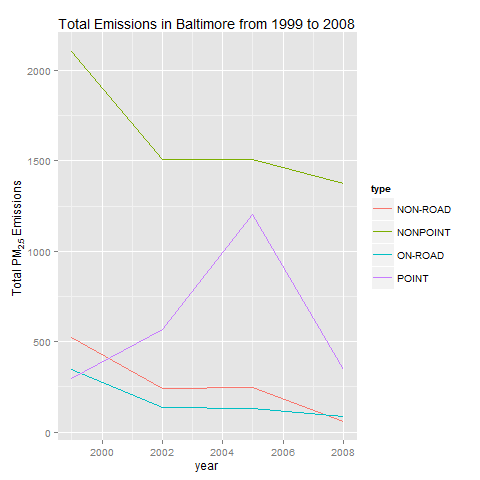 Total Emissions in Baltimore from 1999 to 2008
2000
1500
1000
500
0
Total PM2.5 Emissions
2000
2002
2004
2006
2008
year
type
NON-ROAD
NONPOINT
ON-ROAD
POINT